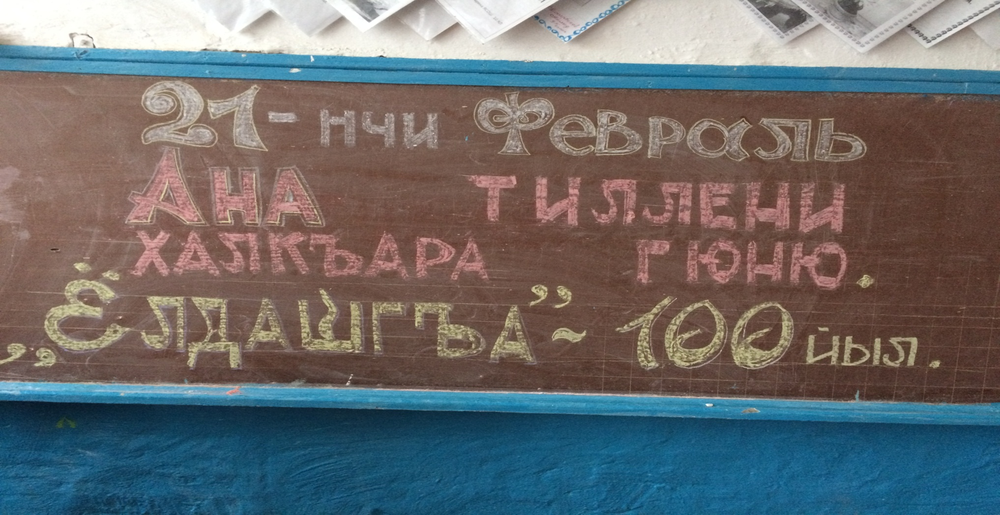 21-нчи Февраль
Ана тиллени
халкъара гюню.
„Ёлдашгъа” ~ 100 йыл.